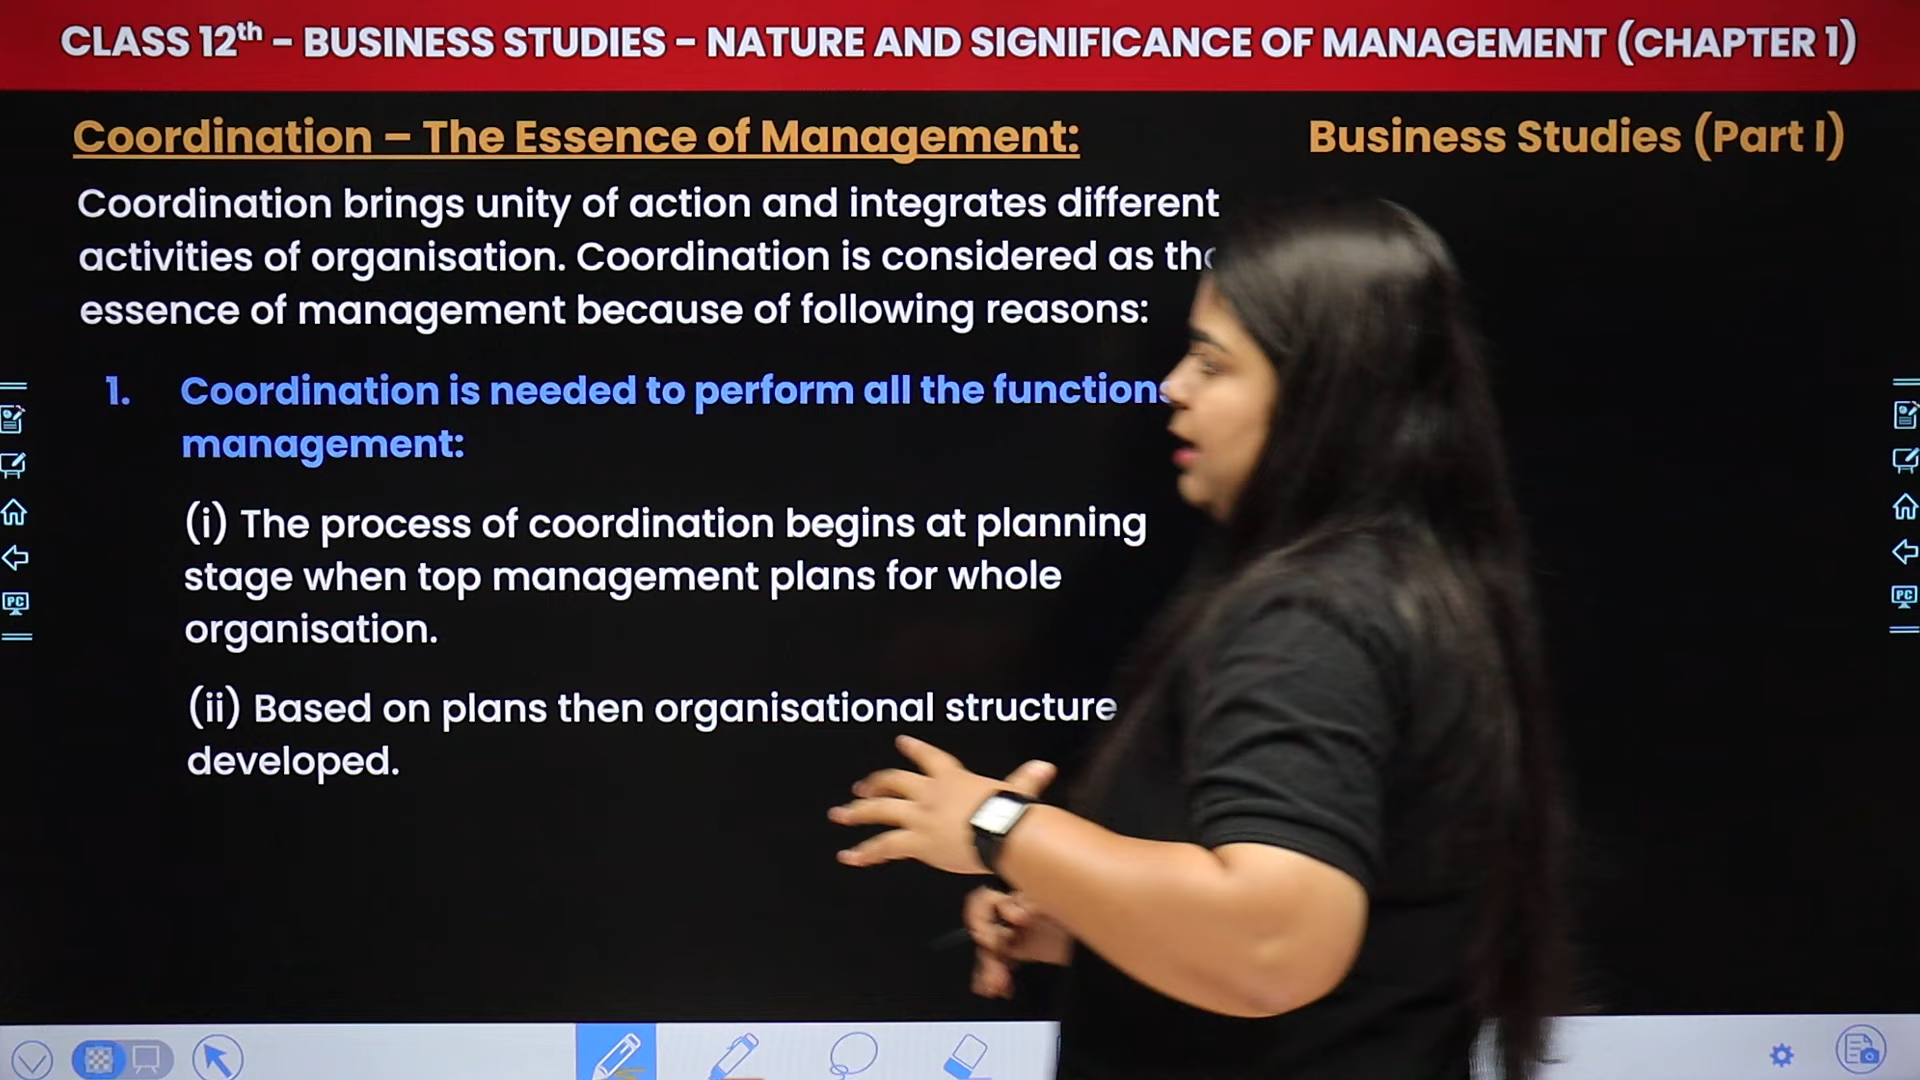 CLASS 12th - BUSINESS STUDIES - NATURE AND SIGNIFICANCE OF MANAGEMENT (CHAPTER 1)
Coordination – The Essence of Management:
Business Studies (Part I)
Coordination brings unity of action and integrates different
activities of organisation. Coordination is considered as
essence of management because of following reasons:
1. Coordination is needed to perform all the
management:
(i) The process of coordination begins at planning
stage when top management plans for whole
organisation.
(ii) Based on plans then organisational structure
developed.
PC
PC